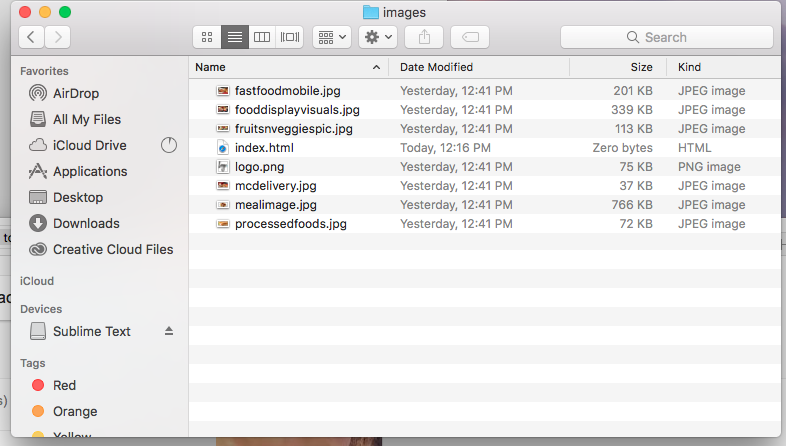 images
Search
Favorites
AirDrop
All My Files
iCloud Drive
Applications
Desktop
Downloads
Creative Cloud Files
iCloud
Devices
Sublime Text
Tags
Red
Orange
Yellow
Name Date Modified Size Kind
fastfoodmobile.jpg Yesterday, 12:41 PM 201 KB JPEG image
fooddisplayvisuals.jpg Yesterday, 12:41 PM 339 KB JPEG image
fruitsnveggiespic.jpg Yesterday, 12:41 PM 113 KB JPEG image
index.html Today, 12:16 PM Zero bytes HTML
logo.png Yesterday, 12:41 PM 75 KB PNG image
mcdelivery.jpg Yesterday, 12:41 PM 37 KB JPEG image
mealimage.jpg Yesterday, 12:41 PM 766 KB JPEG image
processedfoods.jpg Yesterday, 12:41 PM 72 KB JPEG image